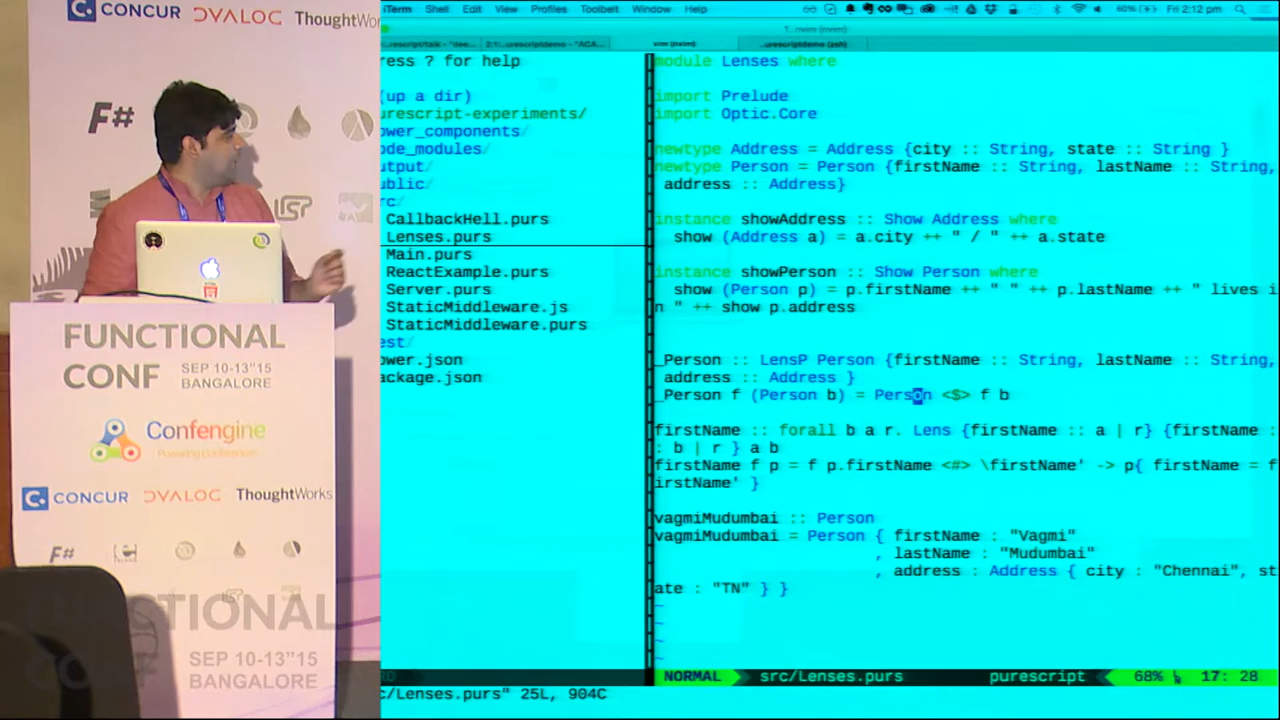 CONCUR DYALOG ThoughtWorks
F#
FUNCTIONAL
CONF
SEP 10-13"15
BANGALORE
Confengine
Powering Conferences
CONCUR DYALOG ThoughtWorks
F#
SEP 10-13"15
BANGALORE
iTerm Shell Edit View Profiles Toolbelt Window Help
60% Fri 2:12 pm
vim (nvim)
ress ? for help
(up a dir)
urescript-experiments/
ower_components/
ode_modules/
utput/
ublic/
rc/
CallbackHell.purs
Lenses.purs
Main.purs
ReactExample.purs
Server.purs
StaticMiddleware.js
StaticMiddleware.purs
est/
ower.json
ackage.json
module Lenses where
import Prelude
import Optic.Core
newtype Address = Address {city :: String, state :: String }
newtype Person = Person {firstName :: String, lastName :: String,
address :: Address}
instance showAddress :: Show Address where
show (Address a) = a.city ++ " / " ++ a.state
instance showPerson :: Show Person where
show (Person p) = p.firstName ++ " " ++ p.lastName ++ " lives i
n " ++ show p.address
_Person :: LensP Person {firstName :: String, lastName :: String,
address :: Address }
_Person f (Person b) = Person <$> f b
firstName :: forall b a r. Lens {firstName :: a | r} {firstName :
: b | r } a b
firstName f p = f p.firstName <#> \firstName' -> p{ firstName = f
irstName' }
vagmiMudumbai :: Person
vagmiMudumbai = Person { firstName : "Vagmi"
, lastName : "Mudumbai"
, address : Address { city : "Chennai", st
ate : "TN" } }
~
~
~
NORMAL src/Lenses.purs purescript 68% 17: 28
c/Lenses.purs" 25L, 904C